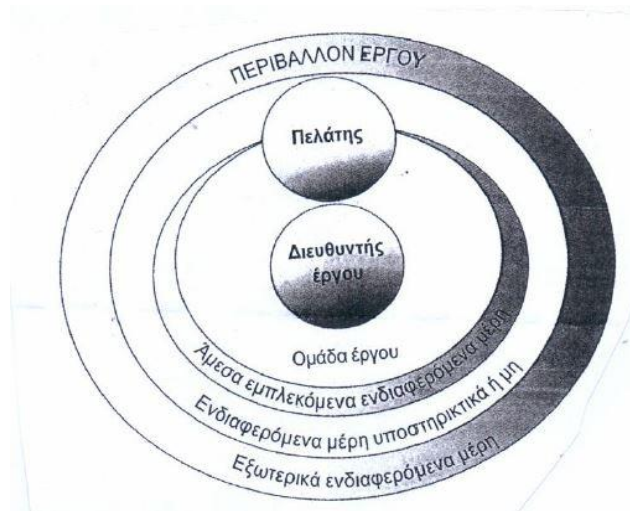 ΠΕΡΙΒΑΛΛΟΝ ΕΡΓΟΥ
Πελάτης
Διευθυντής
έργου
Ομάδα έργου
Άμεσα εμπλεκόμενα ενδιαφερόμενα μέρη
Ενδιαφερόμενα μέρη υποστηρικτικά ή μη
Εξωτερικά ενδιαφερόμενα μέρη